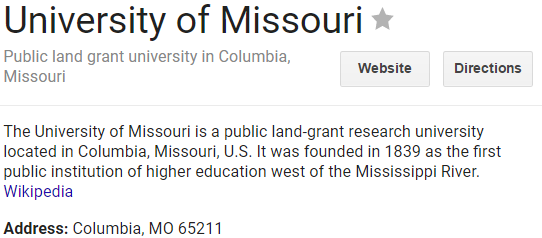 University of Missouri
Public land grant university in Columbia,
Missouri
Website
Directions
The University of Missouri is a public land-grant research university
located in Columbia, Missouri, U.S. It was founded in 1839 as the first
public institution of higher education west of the Mississippi River.
Wikipedia
Address: Columbia, MO 65211